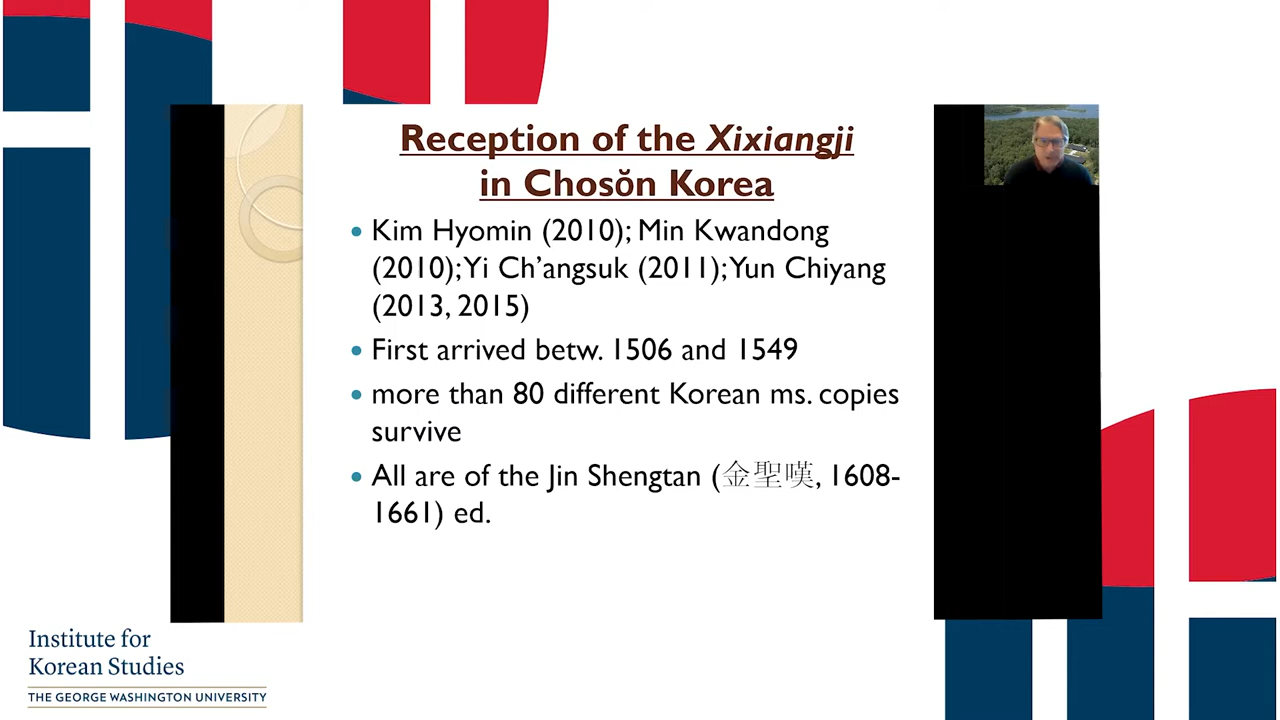 Reception of the Xixiangji
in Chosŏn Korea
• Kim Hyomin (2010); Min Kwandong
(2010); Yi Ch’angsuk (2011); Yun Chiyang
(2013, 2015)
• First arrived betw. 1506 and 1549
• more than 80 different Korean ms. copies
survive
• All are of the Jin Shengtan (金聖嘆, 1608-
1661) ed.
Institute for
Korean Studies
THE GEORGE WASHINGTON UNIVERSITY